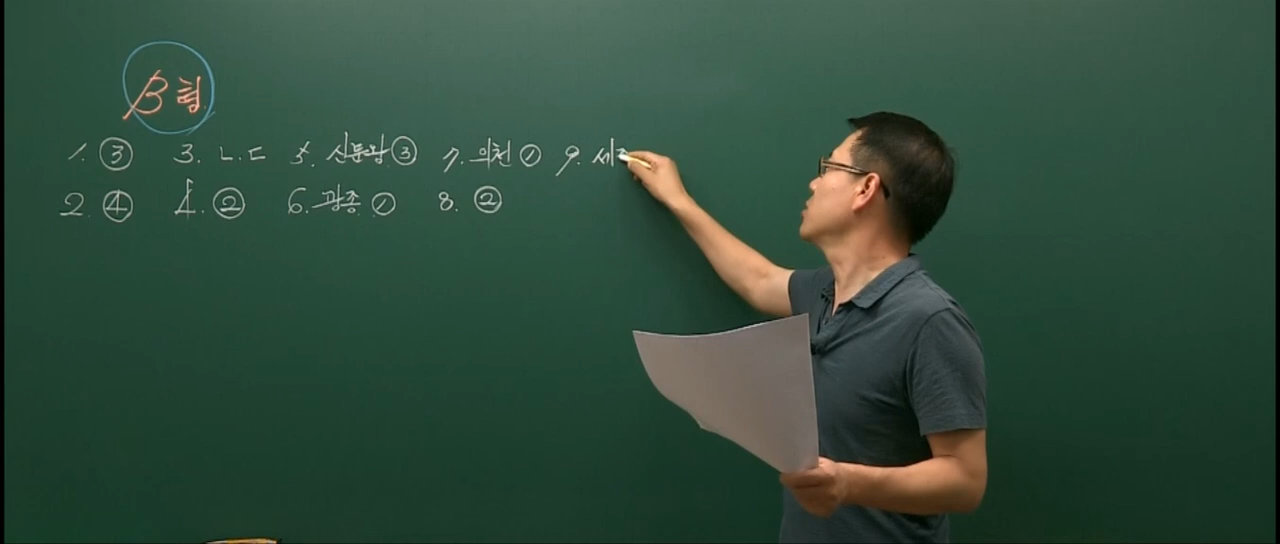 B형
1. ③ 3. ㄴ.ㄷ 5. 신문왕 ③ 7. 의천 ① 9. 세
2. ④ 4. ② 6. 광종 ① 8. ②